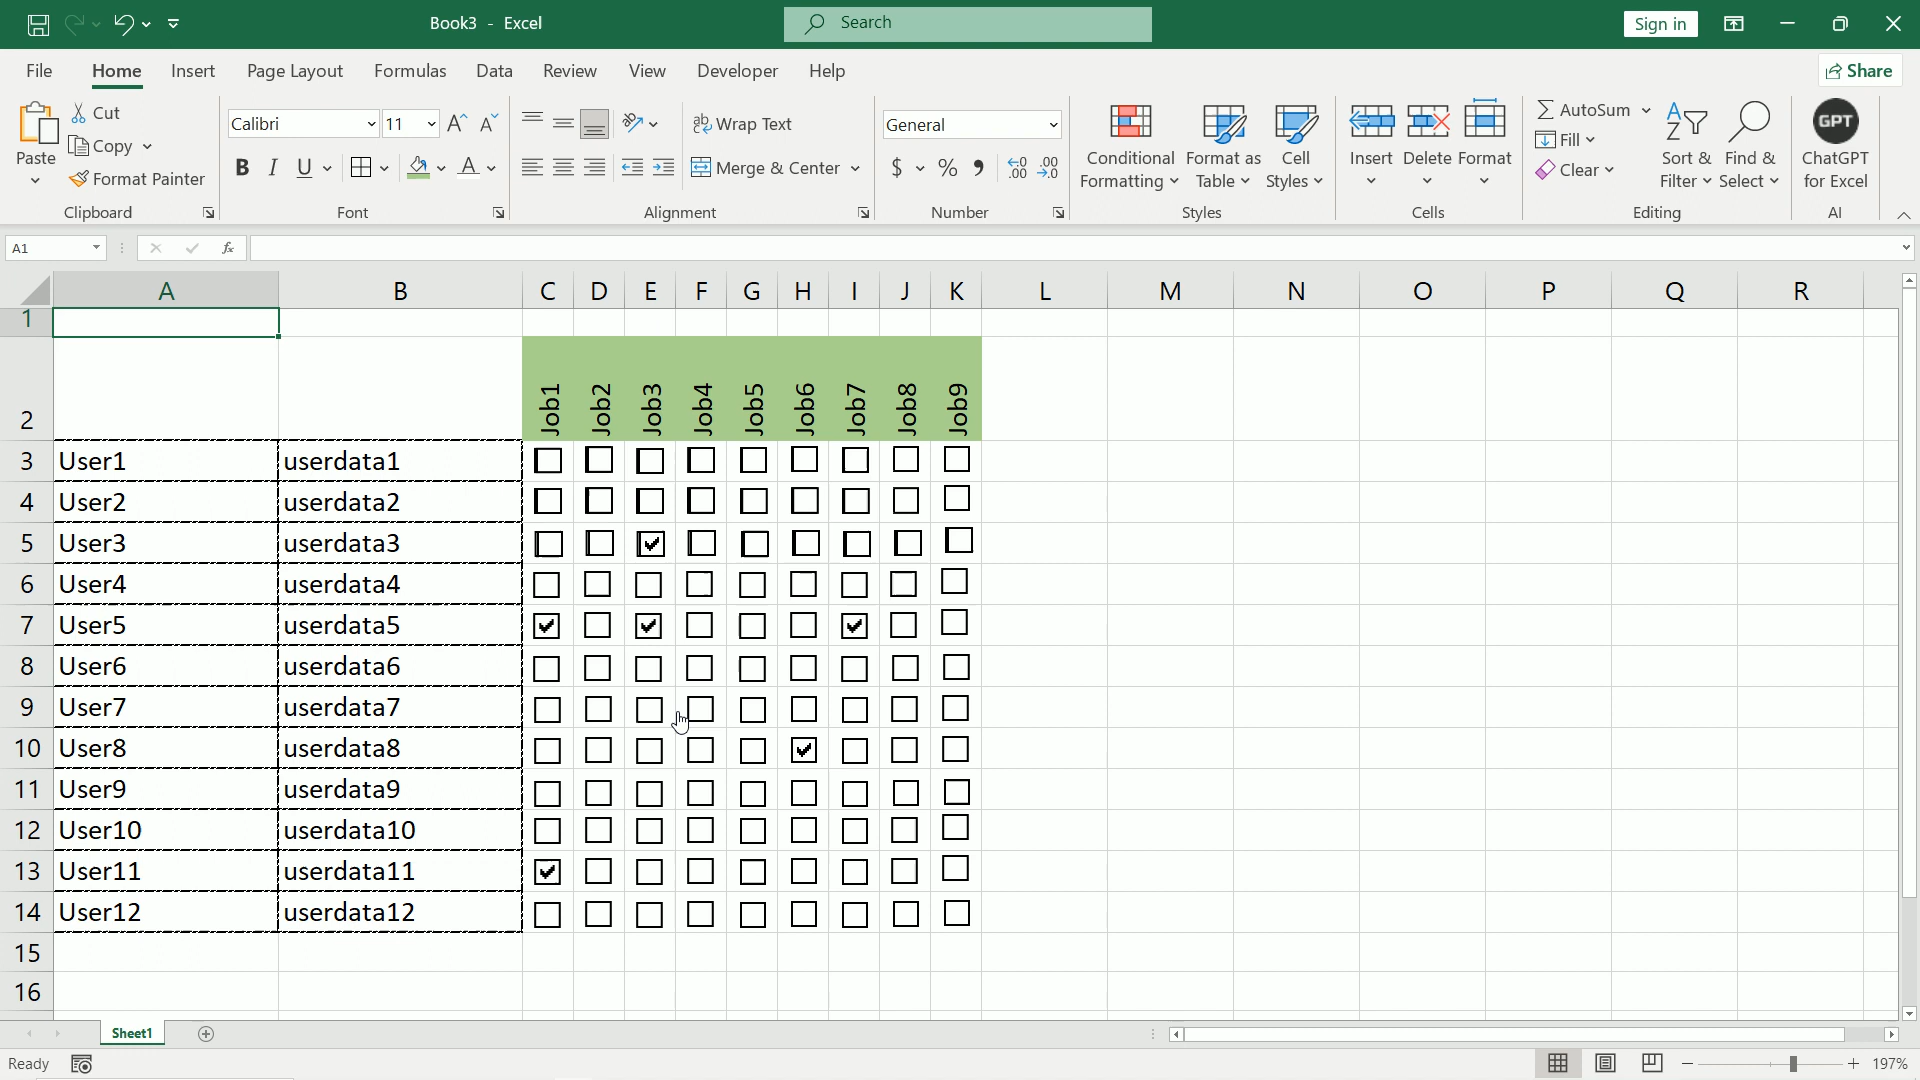 Book3 - Excel
Search
Sign in
File Home Insert Page Layout Formulas Data Review View Developer Help
Share
Paste
Cut
Copy
Format Painter
Clipboard
Calibri 11
B I U
Font
Wrap Text
Merge & Center
Alignment
General
$ %
Number
Conditional Formatting
Format as Table
Cell Styles
Styles
Insert Delete Format
Cells
AutoSum
Fill
Clear
Sort & Filter
Find & Select
Editing
GPT
ChatGPT for Excel
AI
A1 fx
A B C D E F G H I J K L M N O P Q R
1
2 Job1 Job2 Job3 Job4 Job5 Job6 Job7 Job8 Job9
3 User1 userdata1
4 User2 userdata2
5 User3 userdata3
6 User4 userdata4
7 User5 userdata5
8 User6 userdata6
9 User7 userdata7
10 User8 userdata8
11 User9 userdata9
12 User10 userdata10
13 User11 userdata11
14 User12 userdata12
15
16
Sheet1
Ready 197%